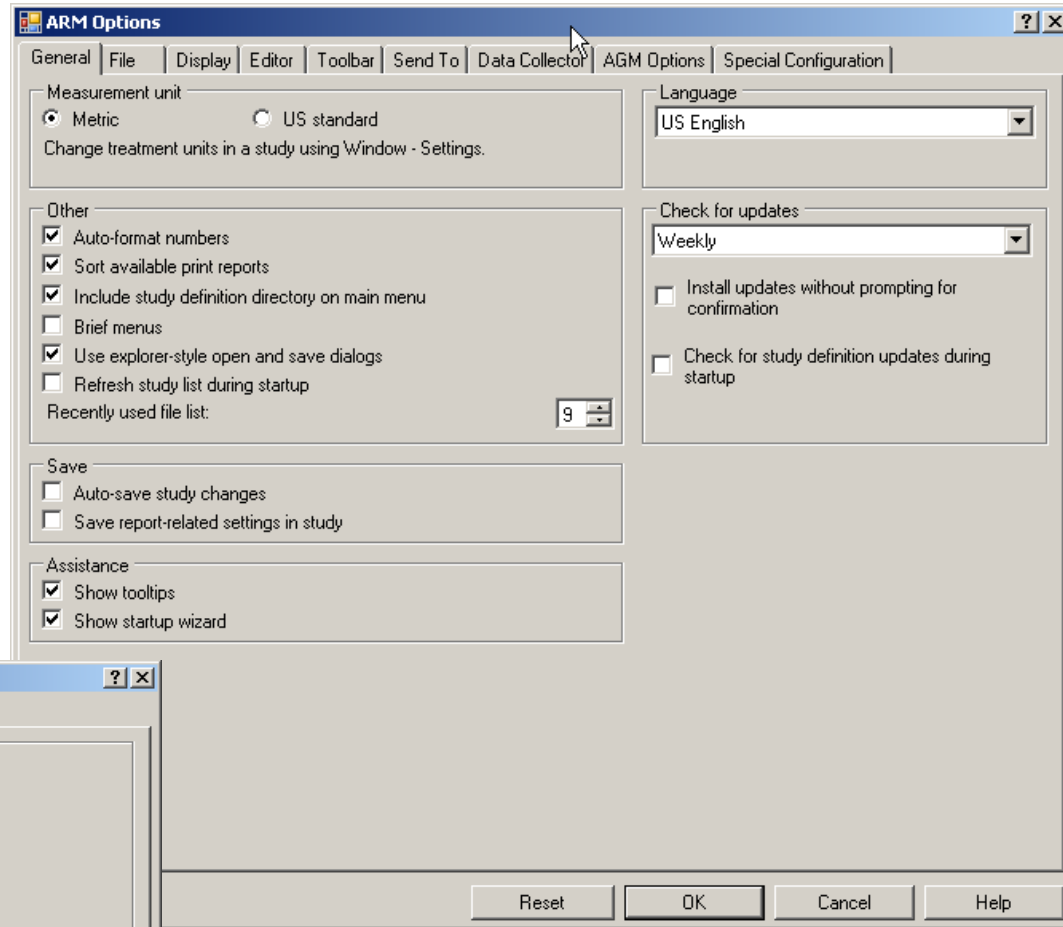 ARM Options
General File Display Editor Toolbar Send To Data Collector AGM Options Special Configuration
Measurement unit
Metric US standard
Change treatment units in a study using Window - Settings.
Language
US English
Other
Auto-format numbers
Sort available print reports
Include study definition directory on main menu
Brief menus
Use explorer-style open and save dialogs
Refresh study list during startup
Recently used file list: 9
Check for updates
Weekly
Install updates without prompting for
confirmation
Check for study definition updates during
startup
Save
Auto-save study changes
Save report-related settings in study
Assistance
Show tooltips
Show startup wizard
Reset OK Cancel Help